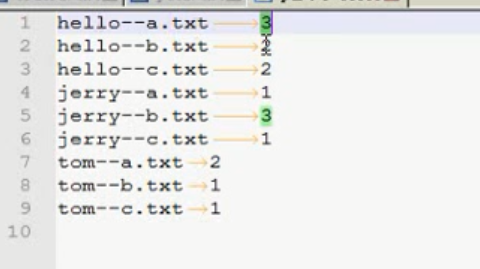 1 hello--a.txt 3
2 hello--b.txt 2
3 hello--c.txt 2
4 jerry--a.txt 1
5 jerry--b.txt 3
6 jerry--c.txt 1
7 tom--a.txt 2
8 tom--b.txt 1
9 tom--c.txt 1
10